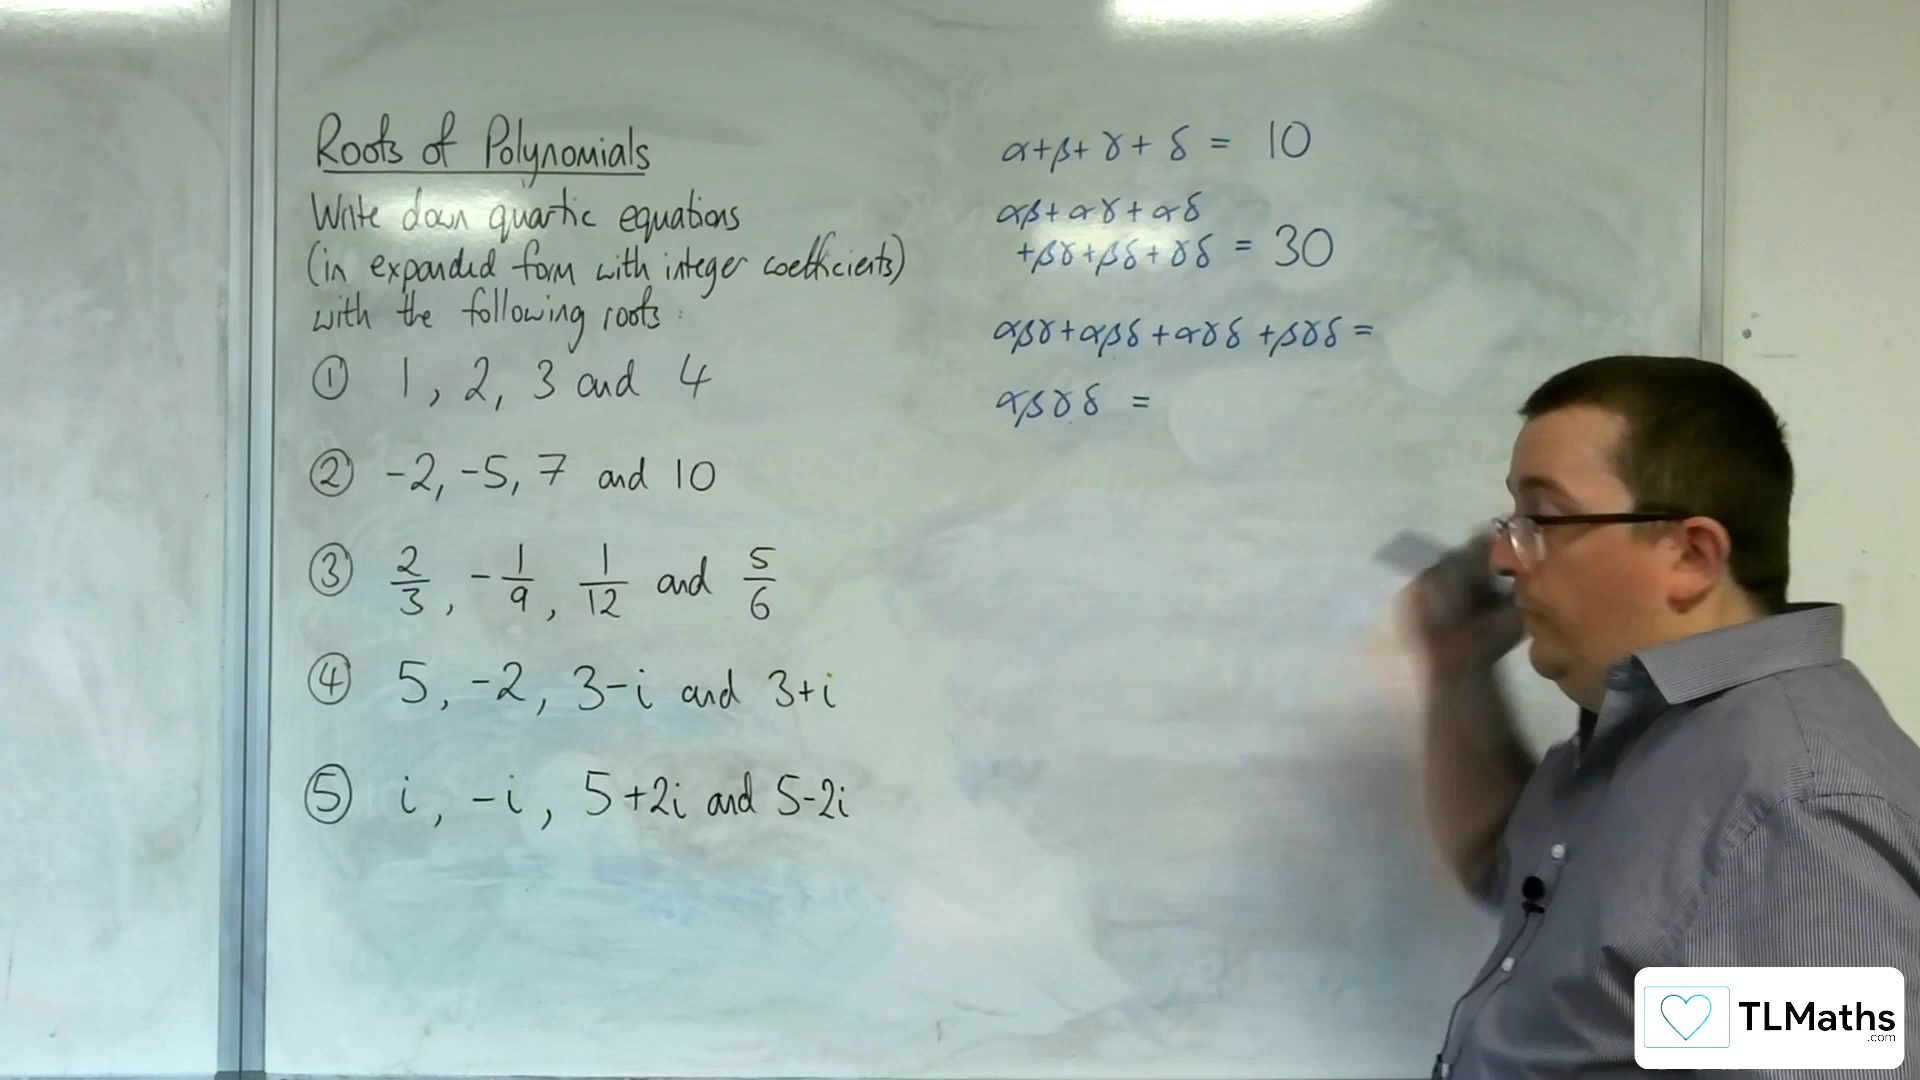 Roots of Polynomials
Write down quartic equations
(in expanded form with integer coefficients)
with the following roots:
① 1, 2, 3 and 4
② -2, -5, 7 and 10
③ 2/3, -1/9, 1/12 and 5/6
④ 5, -2, 3-i and 3+i
⑤ i, -i, 5+2i and 5-2i
α+β+γ+δ = 10
αβ+αγ+αδ
+βγ+βδ+γδ = 30
αβγ+αβδ+αγδ+βγδ =
αβγδ =
TLMaths
.com